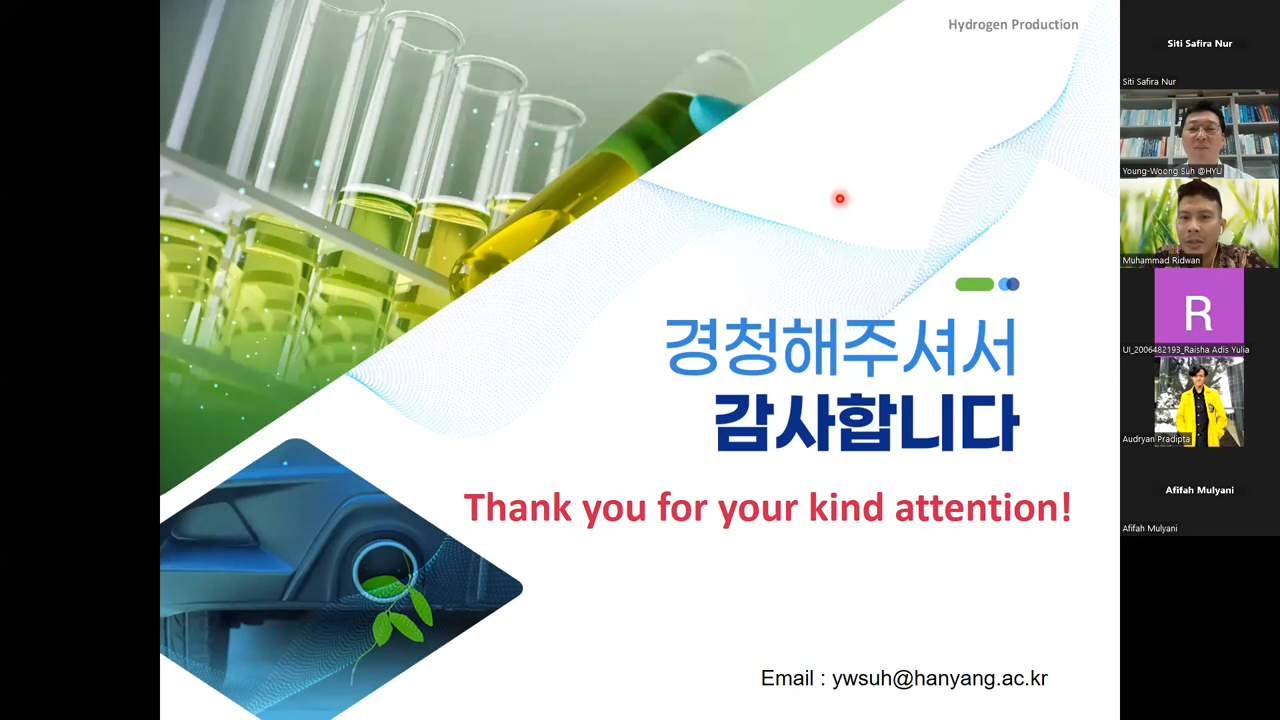 Hydrogen Production
경청해주셔서
감사합니다
Thank you for your kind attention!
Email : ywsuh@hanyang.ac.kr
Siti Safira Nur
Siti Safira Nur
Young-Woong Suh @HYU
Muhammad Ridwan
R
UI_2006482193_Raisha Adis Yulia
Audryan Pradipta
Afifah Mulyani
Afifah Mulyani